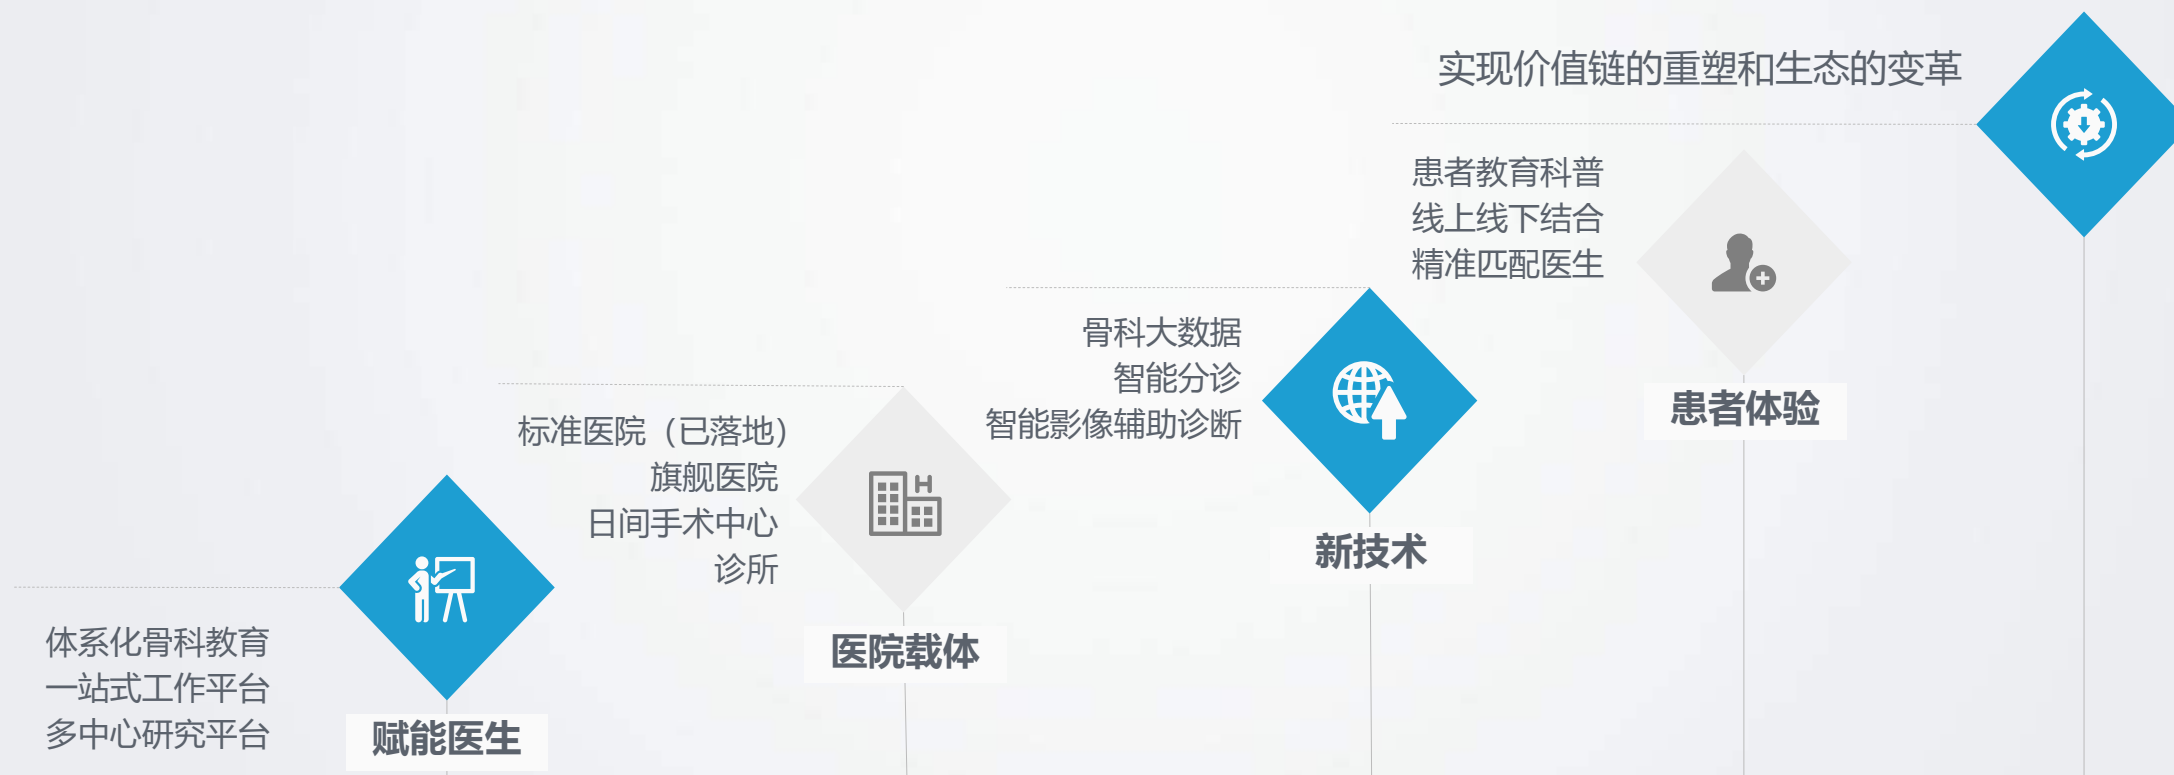 实现价值链的重塑和生态的变革
患者教育科普
线上线下结合
精准匹配医生
患者体验
骨科大数据
智能分诊
智能影像辅助诊断
新技术
标准医院（已落地）
旗舰医院
日间手术中心
诊所
H
医院载体
体系化骨科教育
一站式工作平台
多中心研究平台
赋能医生